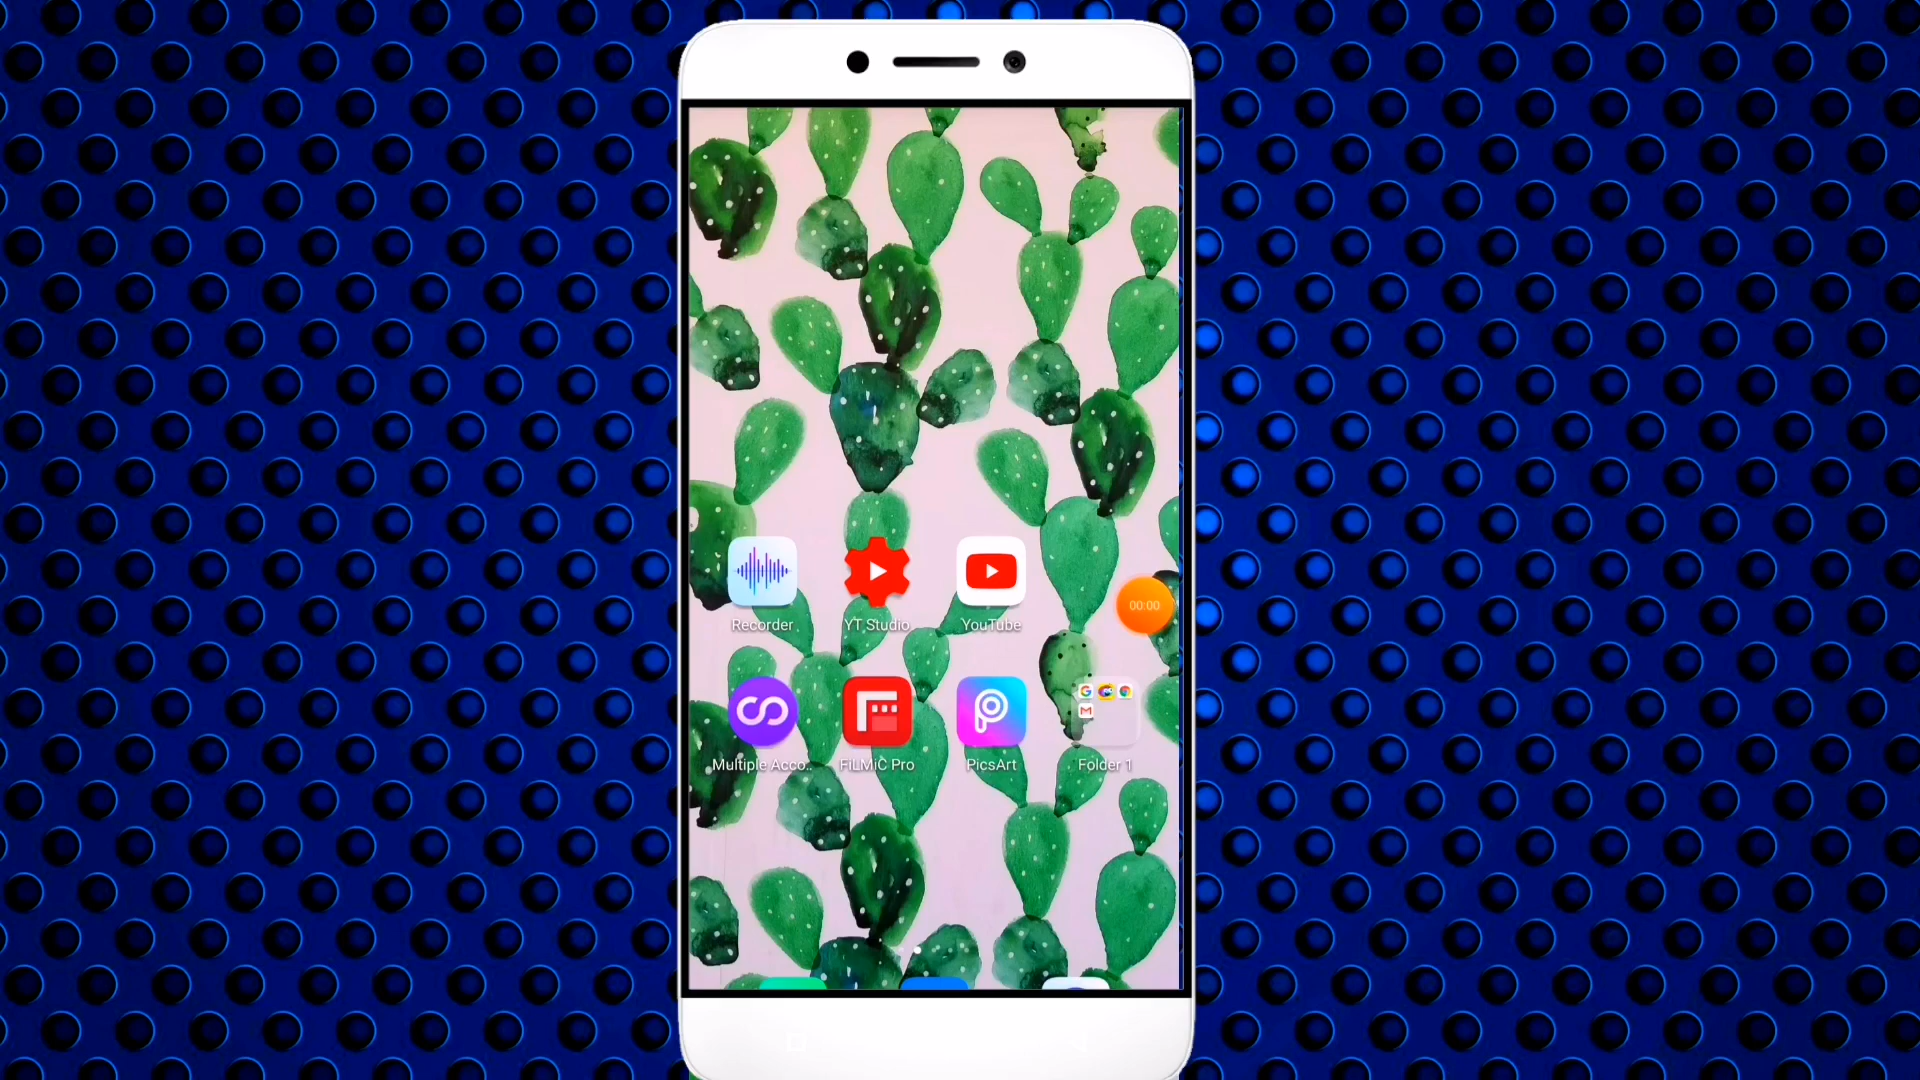 Recorder
YT Studio
YouTube
00:00
Multiple Acco..
FiLMiC Pro
PicsArt
Folder 1